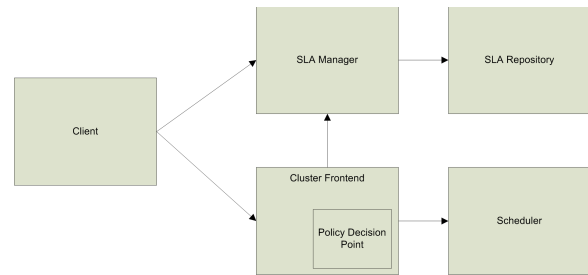 SLA Manager
SLA Repository
Client
Cluster Frontend
Policy Decision
Point
Scheduler